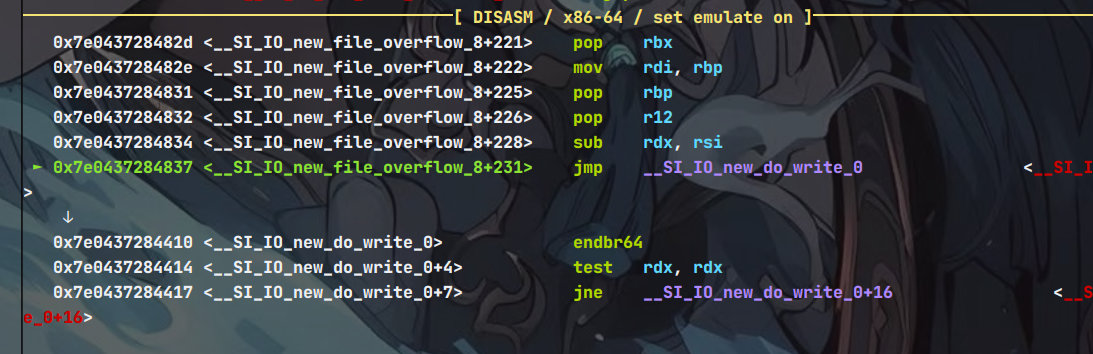 [ DISASM / x86-64 / set emulate on ]
0x7e043728482d <__SI_IO_new_file_overflow_8+221> pop rbx
0x7e043728482e <__SI_IO_new_file_overflow_8+222> mov rdi, rbp
0x7e0437284831 <__SI_IO_new_file_overflow_8+225> pop rbp
0x7e0437284832 <__SI_IO_new_file_overflow_8+226> pop r12
0x7e0437284834 <__SI_IO_new_file_overflow_8+228> sub rdx, rsi
► 0x7e0437284837 <__SI_IO_new_file_overflow_8+231> jmp __SI_IO_new_do_write_0 <__SI_I
>
↓
0x7e0437284410 <__SI_IO_new_do_write_0> endbr64
0x7e0437284414 <__SI_IO_new_do_write_0+4> test rdx, rdx
0x7e0437284417 <__SI_IO_new_do_write_0+7> jne __SI_IO_new_do_write_0+16 <__S
e_0+16>